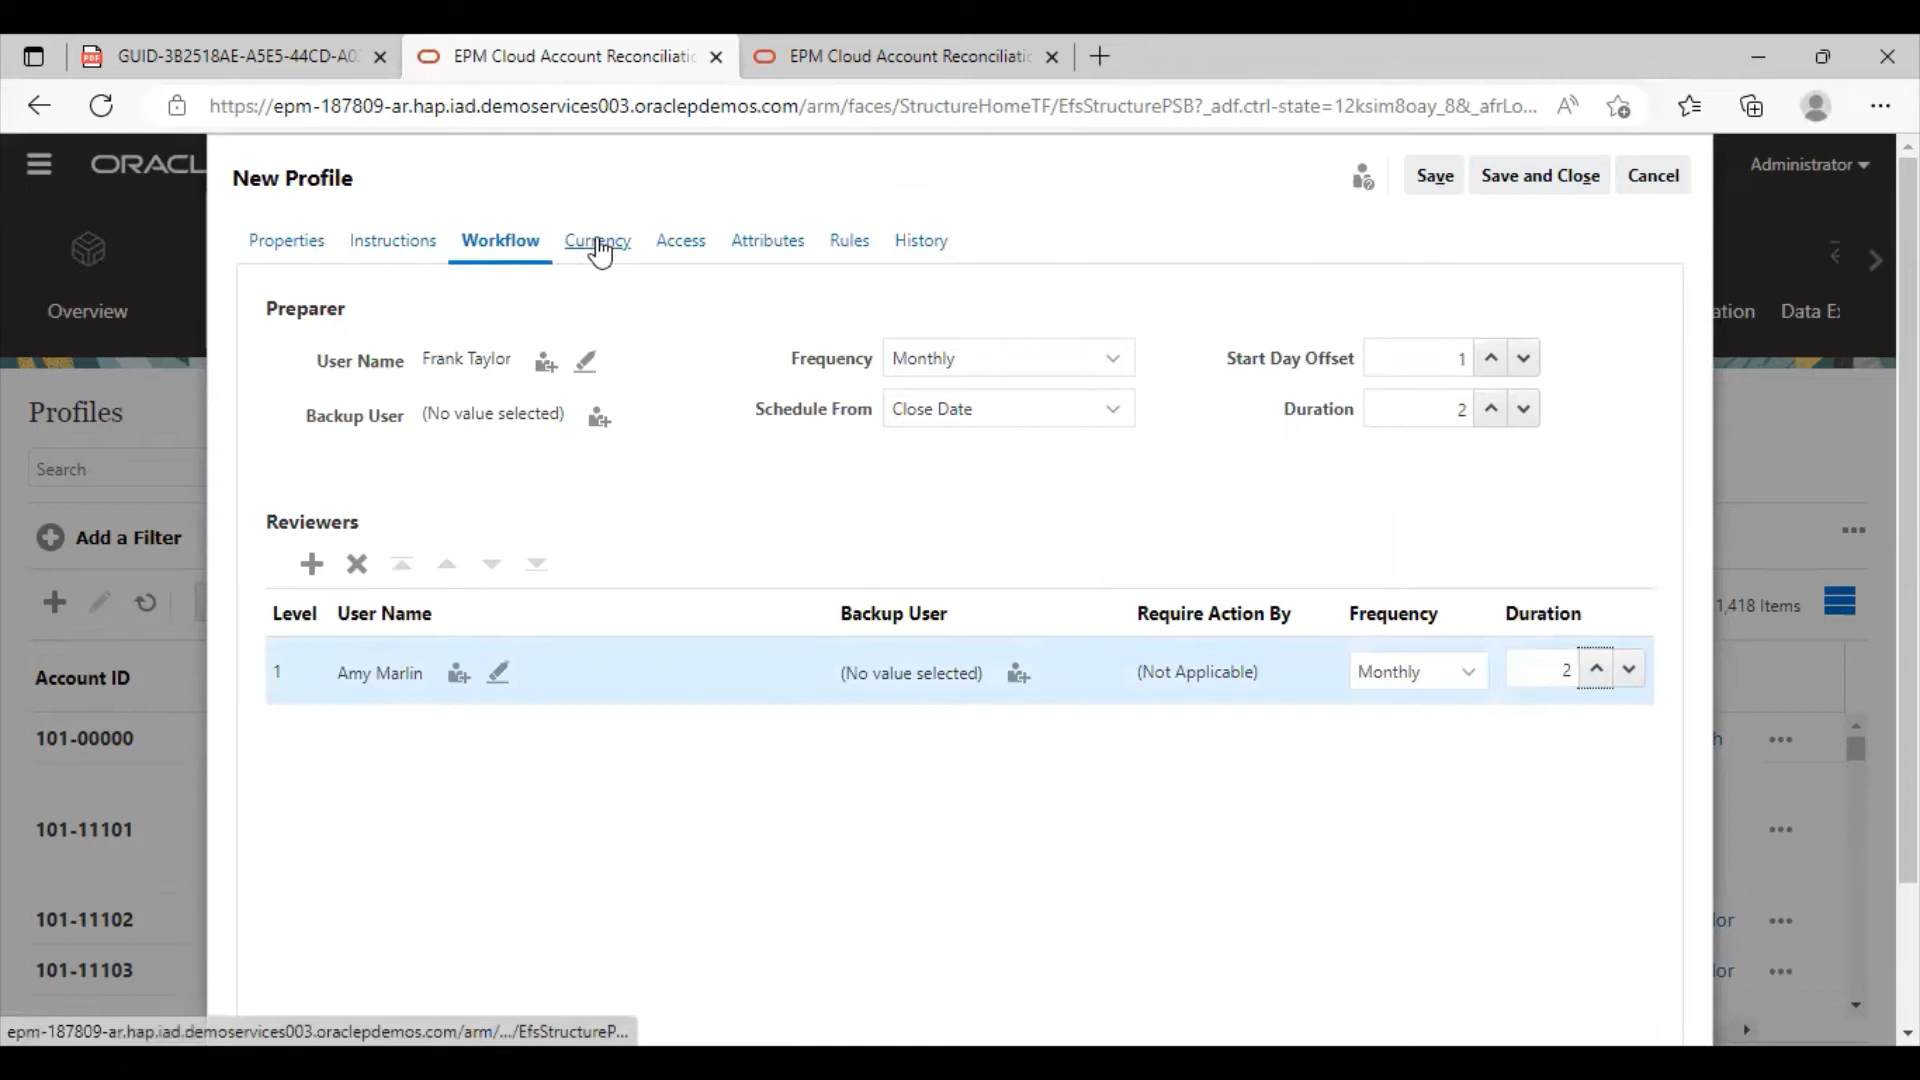 GUID-3B2518AE-A5E5-44CD-A0
EPM Cloud Account Reconciliatic
EPM Cloud Account Reconciliatic
https://epm-187809-ar.hap.iad.demoservices003.oraclepdemos.com/arm/faces/StructureHomeTF/EfsStructurePSB?_adf.ctrl-state=12ksim8oay_8&_afrLo...
ORACL
Administrator
New Profile
Save
Save and Close
Cancel
Properties
Instructions
Workflow
Currency
Access
Attributes
Rules
History
Overview
ation
Data Ex
Preparer
User Name
Frank Taylor
Frequency
Monthly
Start Day Offset
1
Backup User
(No value selected)
Schedule From
Close Date
Duration
2
Profiles
Search
Add a Filter
1,418 Items
Reviewers
Level
User Name
Backup User
Require Action By
Frequency
Duration
1
Amy Marlin
(No value selected)
(Not Applicable)
Monthly
2
Account ID
101-00000
h
101-11101
101-11102
lor
101-11103
lor
epm-187809-ar.hap.iad.demoservices003.oraclepdemos.com/arm/.../EfsStructureP...